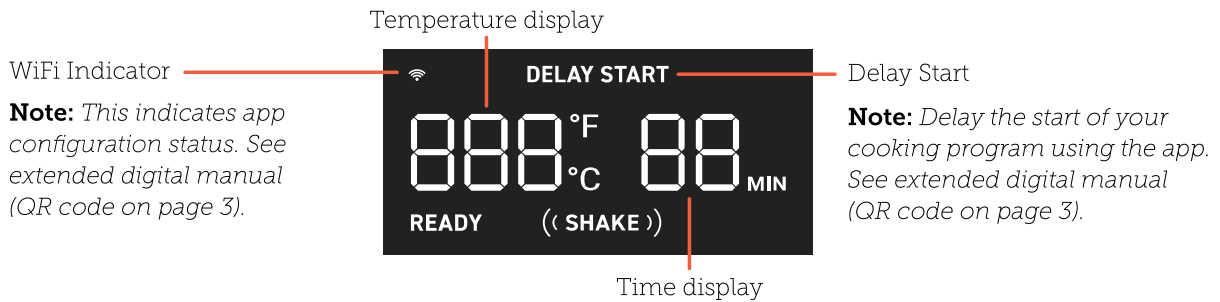 Temperature display
WiFi Indicator
Note: This indicates app
configuration status. See
extended digital manual
(QR code on page 3).
DELAY START
888 °F
°C
88 MIN
READY
((SHAKE))
Delay Start
Note: Delay the start of your
cooking program using the app.
See extended digital manual
(QR code on page 3).
Time display